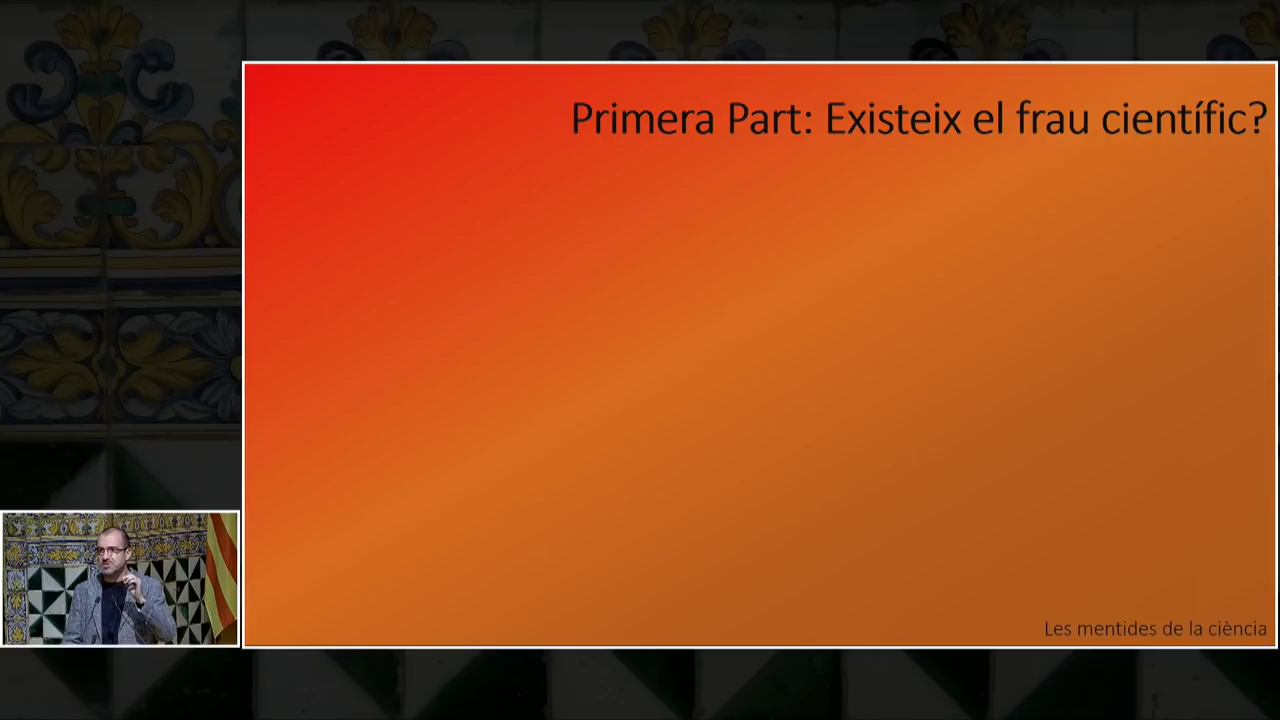 Primera Part: Existeix el frau científic?
Les mentides de la ciència